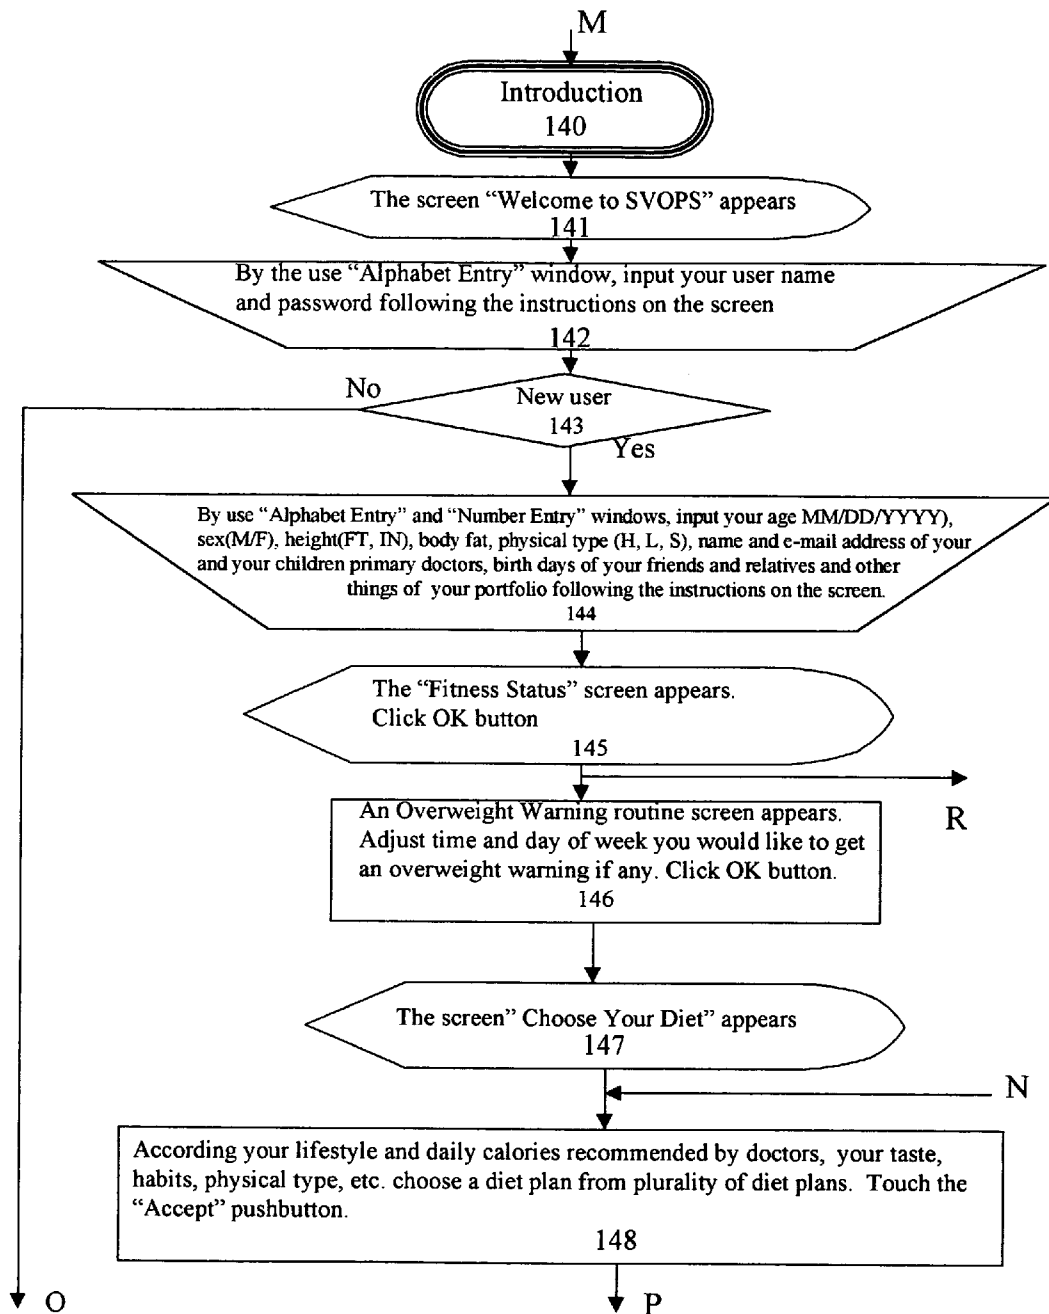 M
Introduction
140
The screen “Welcome to SVOPS” appears
141
By the use “Alphabet Entry” window, input your user name
and password following the instructions on the screen
142
No
New user
143
Yes
By use “Alphabet Entry” and “Number Entry” windows, input your age MM/DD/YYYY),
sex(M/F), height(FT, IN), body fat, physical type (H, L, S), name and e-mail address of your
and your children primary doctors, birth days of your friends and relatives and other
things of your portfolio following the instructions on the screen.
144
The “Fitness Status” screen appears.
Click OK button
145
R
An Overweight Warning routine screen appears.
Adjust time and day of week you would like to get
an overweight warning if any. Click OK button.
146
The screen” Choose Your Diet” appears
147
N
According your lifestyle and daily calories recommended by doctors, your taste,
habits, physical type, etc. choose a diet plan from plurality of diet plans. Touch the
“Accept” pushbutton.
148
O
P